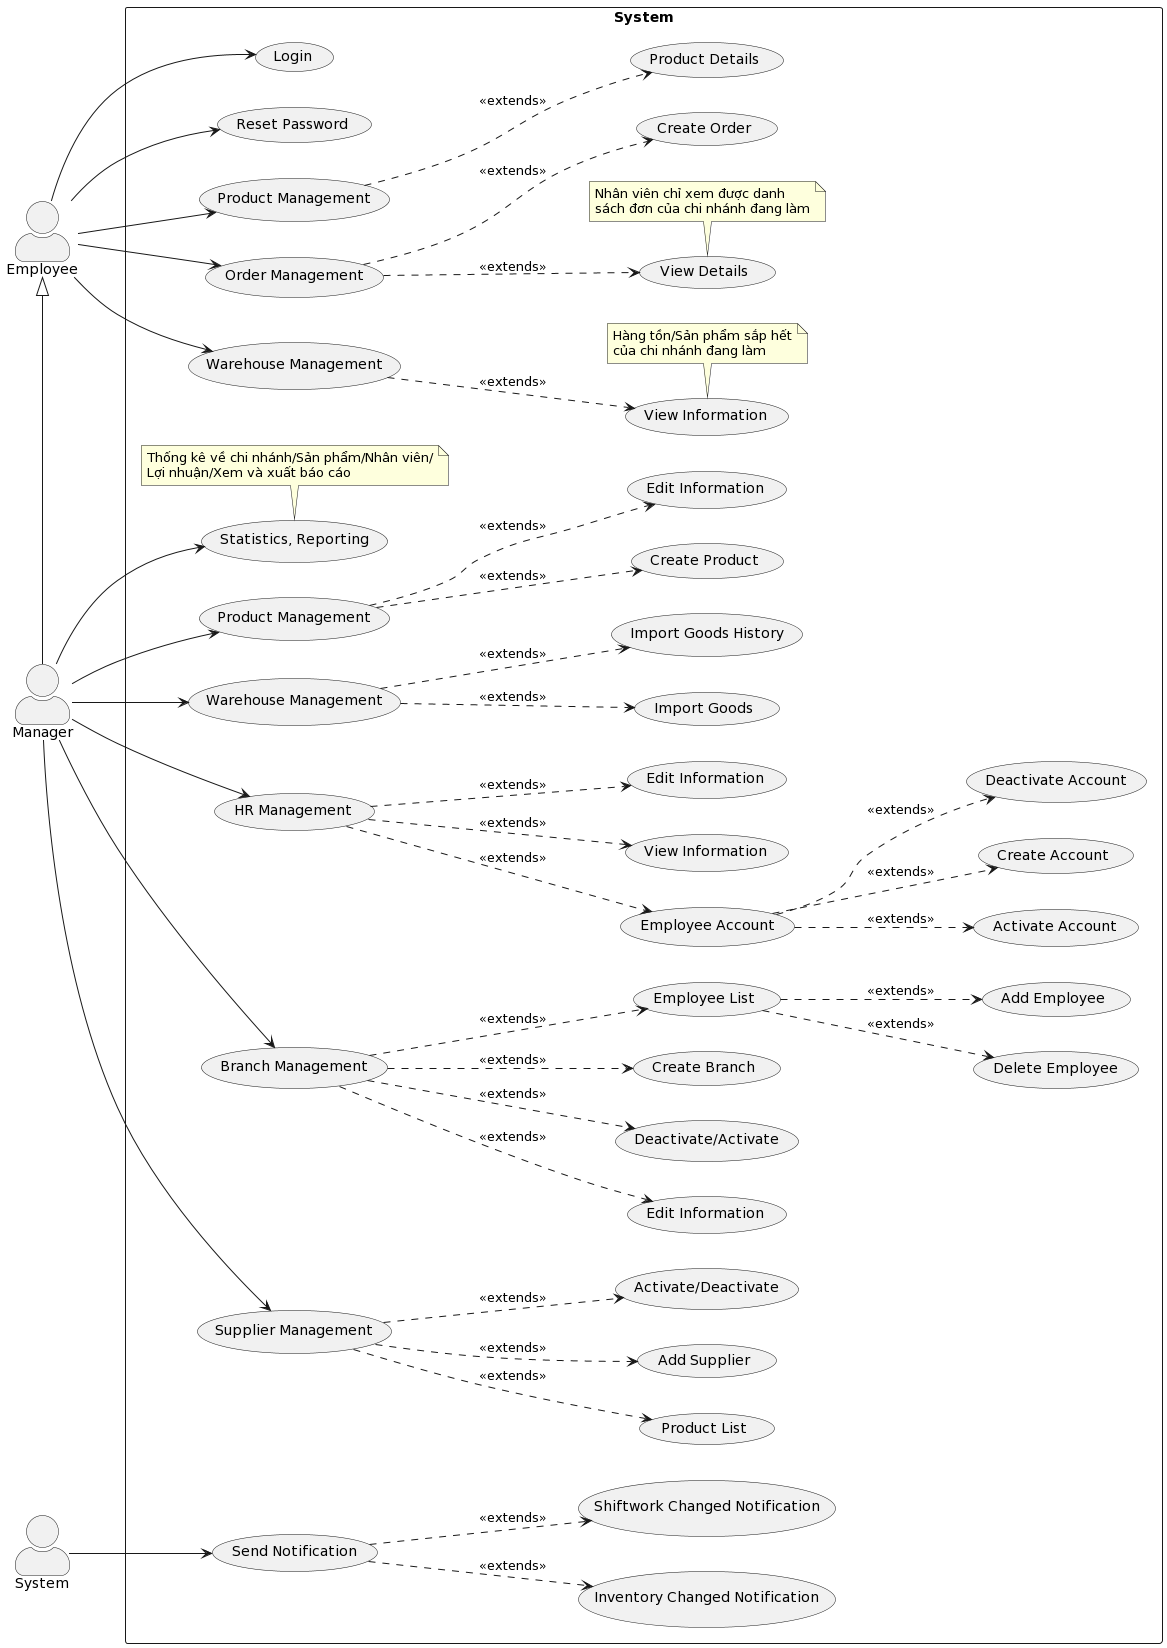 System
Login
Product Details
«extends»
Reset Password
Create Order
«extends»
Nhân viên chỉ xem được danh
sách đơn của chi nhánh đang làm
Product Management
Employee
Order Management
«extends»
View Details
Hàng tồn/Sản phẩm sắp hết
của chi nhánh đang làm
Warehouse Management
«extends»
View Information
Thống kê về chi nhánh/Sản phẩm/Nhân viên/
Lợi nhuận/Xem và xuất báo cáo
Edit Information
«extends»
Statistics, Reporting
Create Product
«extends»
Product Management
Import Goods History
«extends»
Warehouse Management
«extends»
Import Goods
Manager
Edit Information
«extends»
Deactivate Account
«extends»
HR Management
«extends»
View Information
Create Account
«extends»
«extends»
Employee Account
«extends»
Activate Account
Employee List
«extends»
Add Employee
«extends»
«extends»
Branch Management
«extends»
Create Branch
Delete Employee
«extends»
Deactivate/Activate
«extends»
Edit Information
Activate/Deactivate
«extends»
Supplier Management
«extends»
Add Supplier
«extends»
Product List
Shiftwork Changed Notification
«extends»
Send Notification
«extends»
Inventory Changed Notification
System